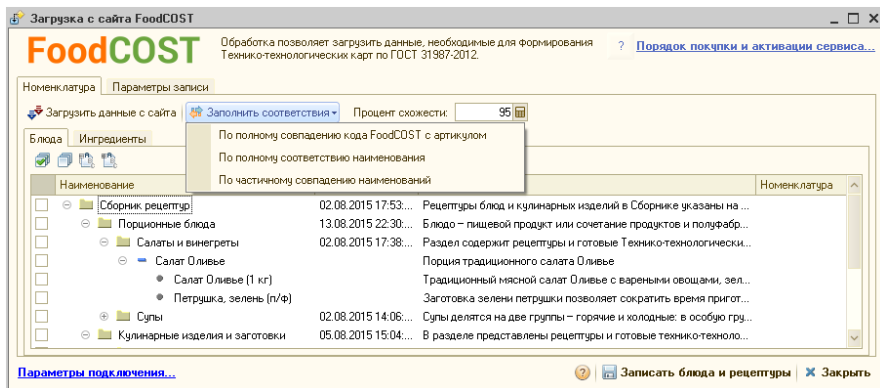 Загрузка с сайта FoodCOST
FoodCOST
Обработка позволяет загрузить данные, необходимые для формирования
Технико-технологических карт по ГОСТ 31987-2012.
? Порядок покупки и активации сервиса...
Номенклатура Параметры записи
Загрузить данные с сайта Заполнить соответствия Процент схожести: 95
По полному совпадению кода FoodCOST с артикулом
По полному соответствию наименования
По частичному совпадению наименований
Блюда Ингредиенты
Наименование Номенклатура
Сборник рецептур 02.08.2015 17:53:... Рецептуры блюд и кулинарных изделий в Сборнике указаны на ...
Порционные блюда 13.08.2015 22:30:... Блюдо – пищевой продукт или сочетание продуктов и полуфабр...
Салаты и винегреты 02.08.2015 17:38:... Раздел содержит рецептуры и готовые Технико-технологически...
Салат Оливье Порция традиционного салата Оливье
Салат Оливье (1 кг) Традиционный мясной салат Оливье с вареными овощами, зел...
Петрушка, зелень (п/ф) Заготовка зелени петрушки позволяет сократить время пригот...
Супы 02.08.2015 14:06:... Супы делятся на две группы – горячие и холодные: в особую гру...
Кулинарные изделия и заготовки 05.08.2015 15:04:... В разделе представлены рецептуры и готовые технико-техноло...
Параметры подключения...
? Записать блюда и рецептуры Закрыть